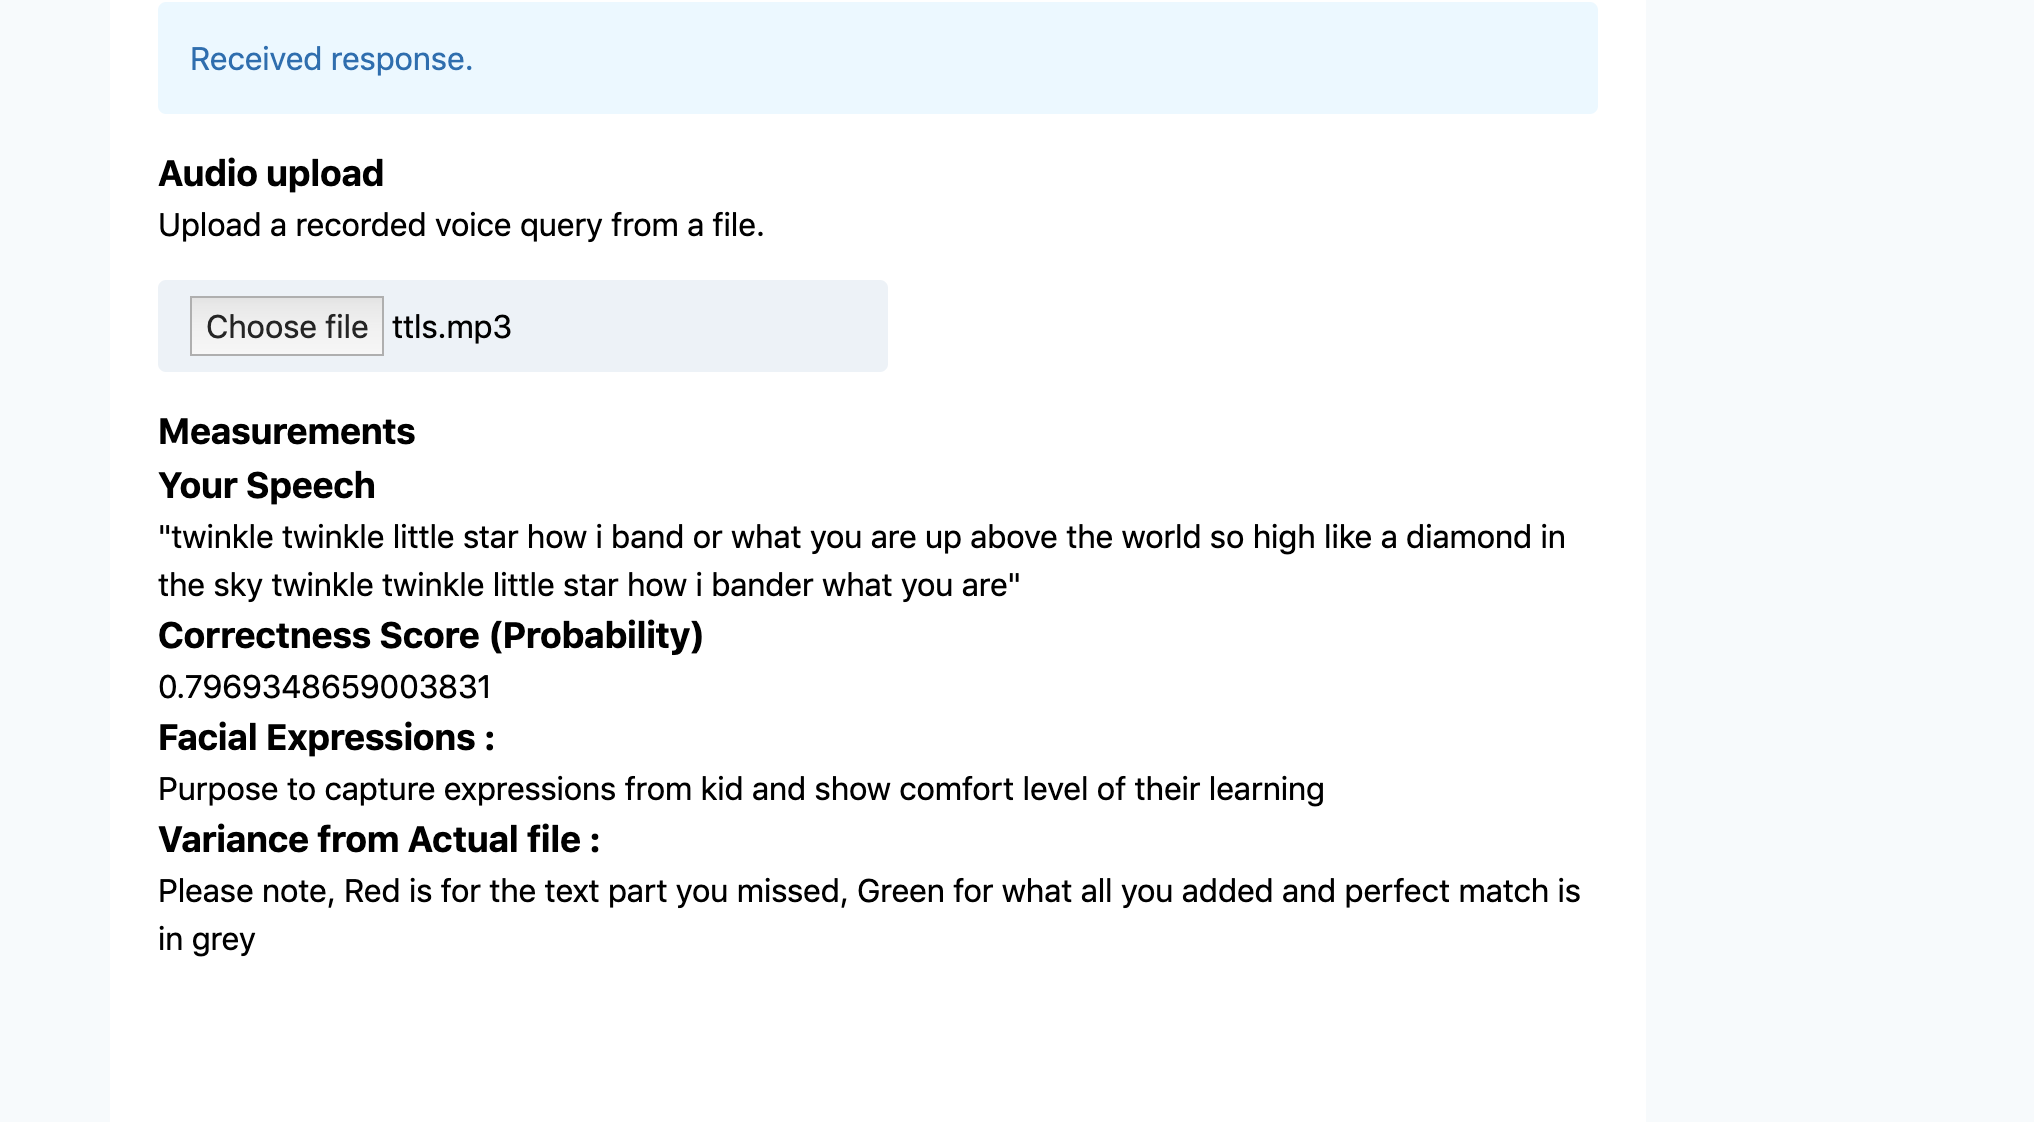 Received response.
Audio upload
Upload a recorded voice query from a file.
Choose file ttls.mp3
Measurements
Your Speech
"twinkle twinkle little star how i band or what you are up above the world so high like a diamond in
the sky twinkle twinkle little star how i bander what you are"
Correctness Score (Probability)
0.7969348659003831
Facial Expressions :
Purpose to capture expressions from kid and show comfort level of their learning
Variance from Actual file :
Please note, Red is for the text part you missed, Green for what all you added and perfect match is
in grey